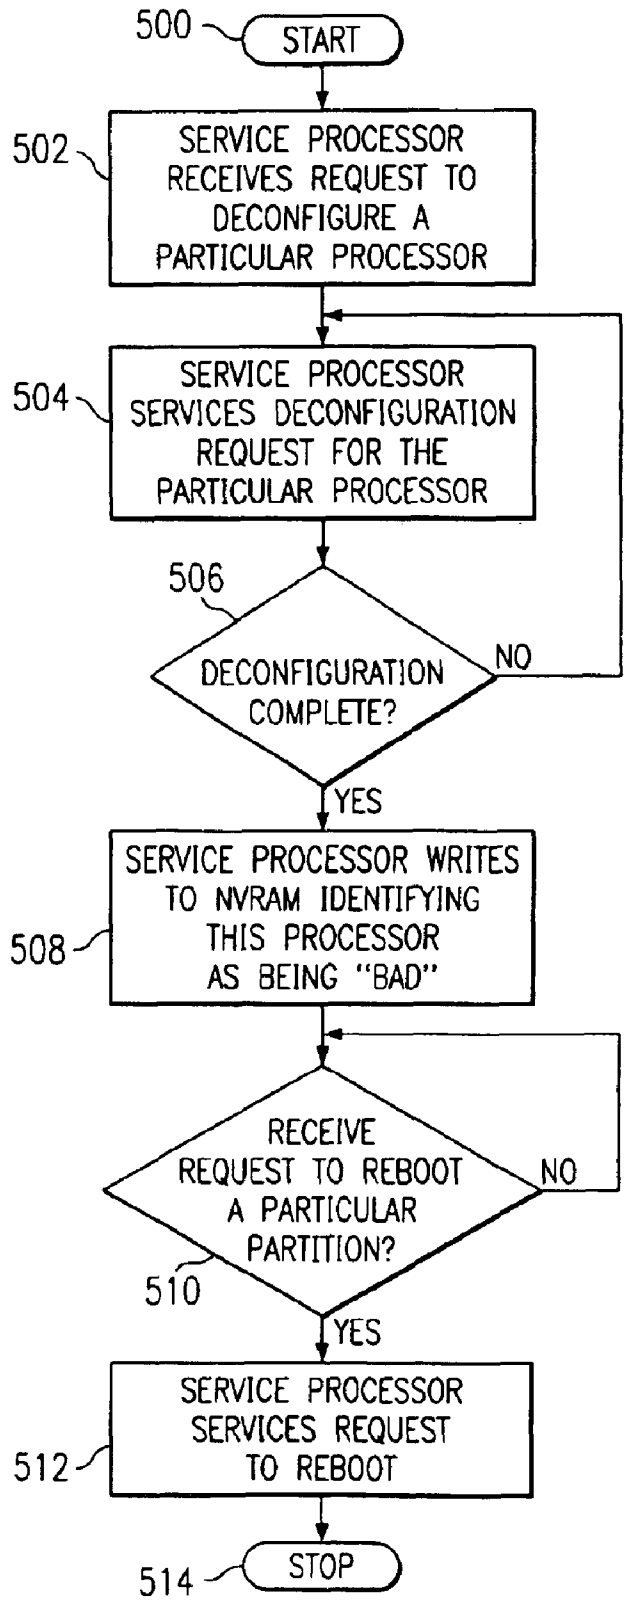 500
START
502
SERVICE PROCESSOR
RECEIVES REQUEST TO
DECONFIGURE A
PARTICULAR PROCESSOR
504
SERVICE PROCESSOR
SERVICES DECONFIGURATION
REQUEST FOR THE
PARTICULAR PROCESSOR
506
DECONFIGURATION
COMPLETE?
NO
YES
508
SERVICE PROCESSOR WRITES
TO NVRAM IDENTIFYING
THIS PROCESSOR
AS BEING "BAD"
RECEIVE
REQUEST TO REBOOT
A PARTICULAR
PARTITION?
NO
510
YES
512
SERVICE PROCESSOR
SERVICES REQUEST
TO REBOOT
514
STOP